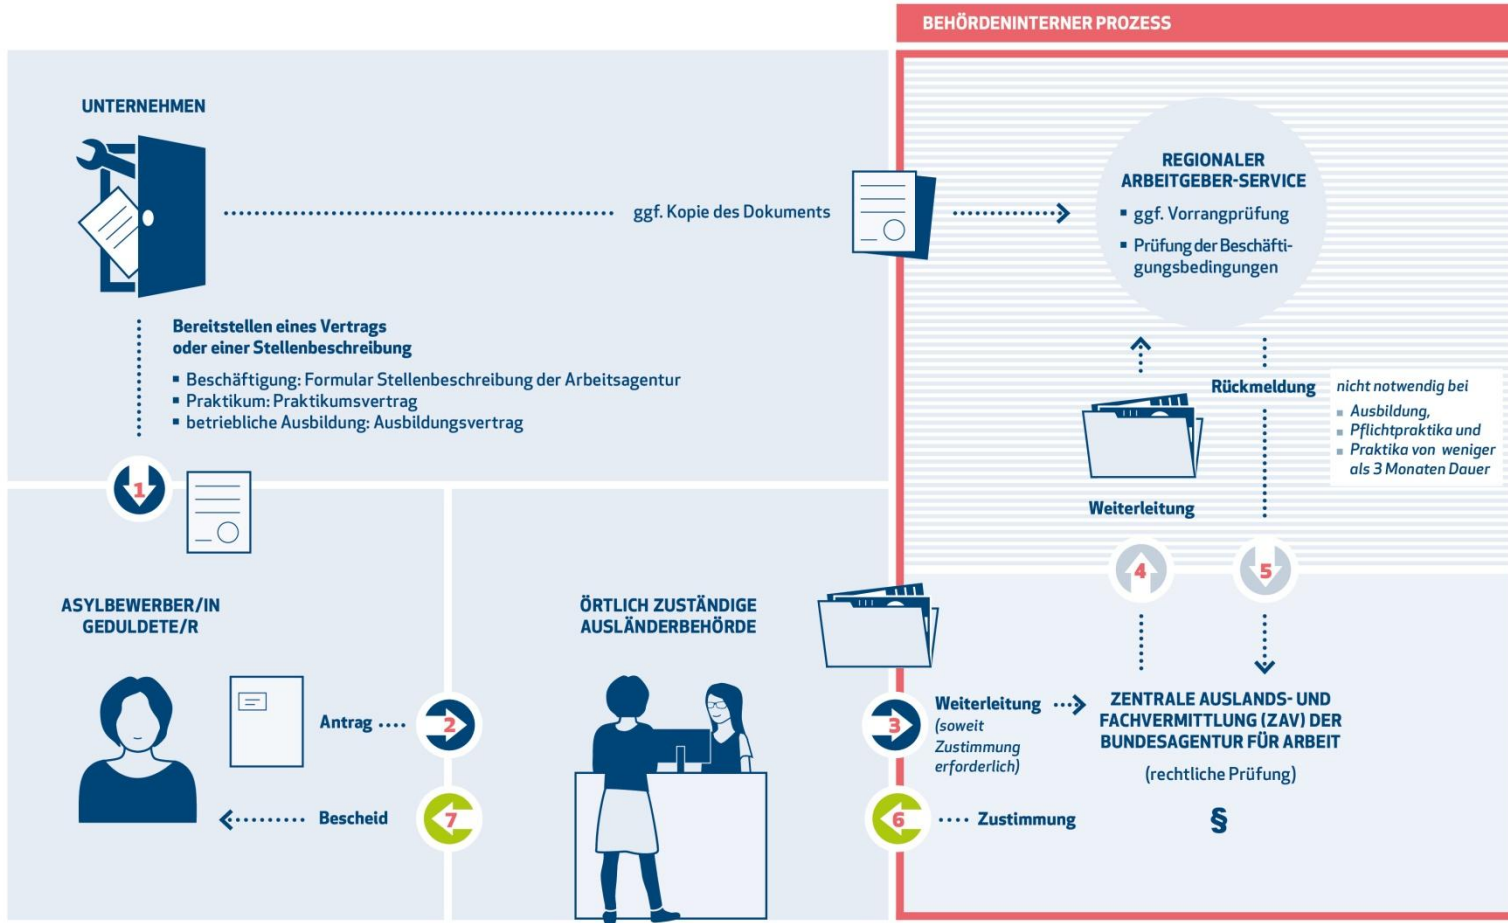 BEHÖRDENINTERNER PROZESS
UNTERNEHMEN
ggf. Kopie des Dokuments
REGIONALER
ARBEITGEBER-SERVICE
▪ ggf. Vorrangprüfung
▪ Prüfung der Beschäfti-
gungsbedingungen
Bereitstellen eines Vertrags
oder einer Stellenbeschreibung
▪ Beschäftigung: Formular Stellenbeschreibung der Arbeitsagentur
▪ Praktikum: Praktikumsvertrag
▪ betriebliche Ausbildung: Ausbildungsvertrag
Rückmeldung
nicht notwendig bei
▪ Ausbildung,
▪ Pflichtpraktika und
▪ Praktika von weniger
als 3 Monaten Dauer
Weiterleitung
1
4
5
ASYLBEWERBER/IN
GEDULDETE/R
ÖRTLICH ZUSTÄNDIGE
AUSLÄNDERBEHÖRDE
Antrag
2
3
Weiterleitung
(soweit
Zustimmung
erforderlich)
ZENTRALE AUSLANDS- UND
FACHVERMITTLUNG (ZAV) DER
BUNDESAGENTUR FÜR ARBEIT
(rechtliche Prüfung)
§
Bescheid
7
6
Zustimmung